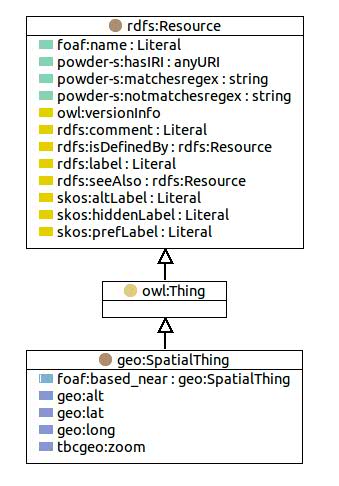 rdfs:Resource
foaf:name : Literal
powder-s:hasIRI : anyURI
powder-s:matchesregex : string
powder-s:notmatchesregex : string
owl:versionInfo
rdfs:comment : Literal
rdfs:isDefinedBy : rdfs:Resource
rdfs:label : Literal
rdfs:seeAlso : rdfs:Resource
skos:altLabel : Literal
skos:hiddenLabel : Literal
skos:prefLabel : Literal
owl:Thing
geo:SpatialThing
foaf:based_near : geo:SpatialThing
geo:alt
geo:lat
geo:long
tbcgeo:zoom